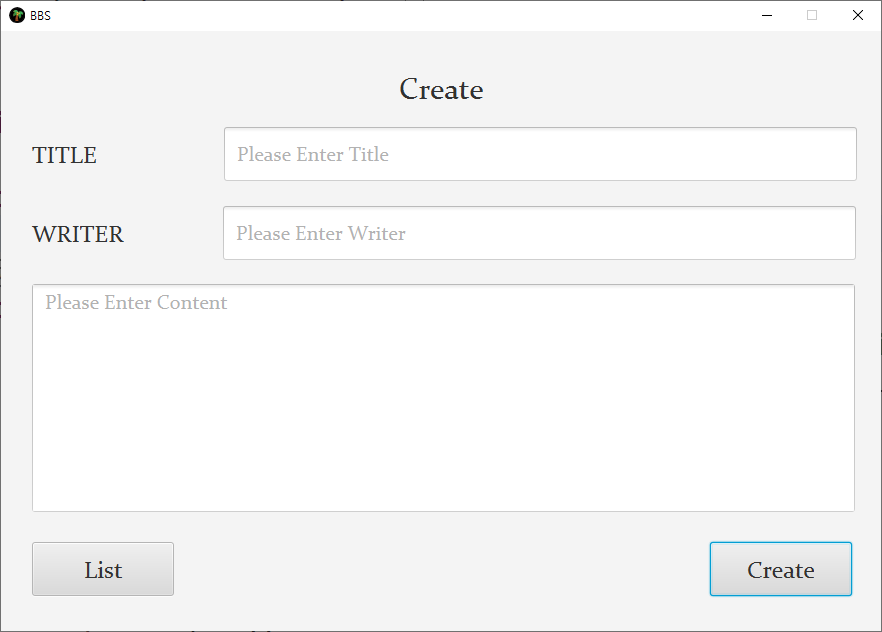 BBS
Create
TITLE
Please Enter Title
WRITER
Please Enter Writer
Please Enter Content
List
Create